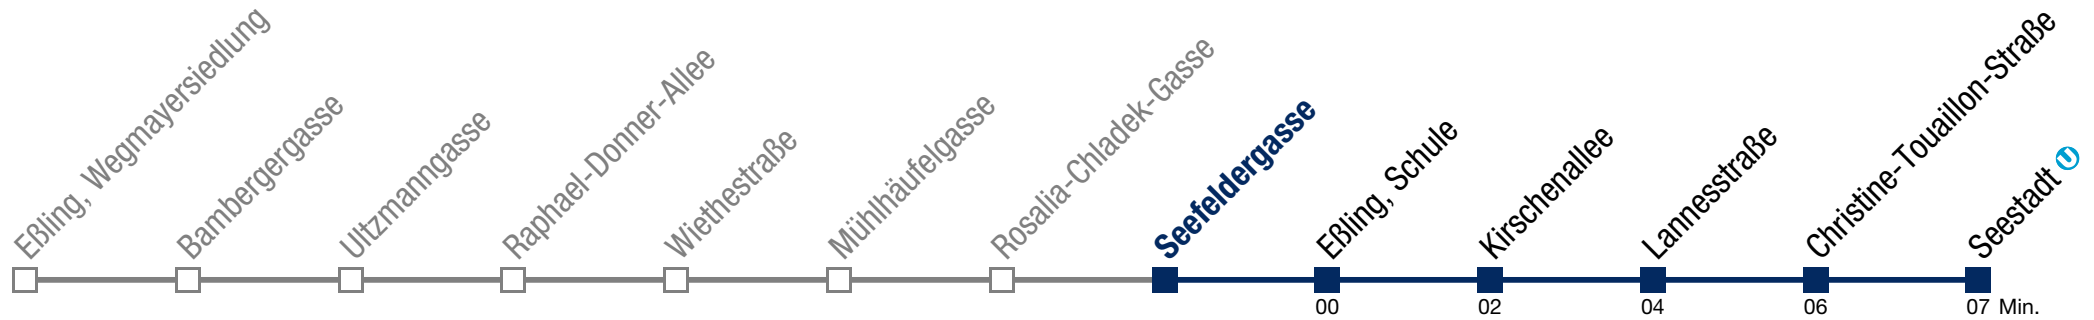 Eßling, Wegmayersiedlung
Bambergergasse
Ultzmanngasse
Raphael-Donner-Allee
Wiethestraße
Mühlhäufelgasse
Rosalia-Chladek-Gasse
Seefeldergasse
Eßling, Schule
Kirschenallee
Lannesstraße
Christine-Touaillon-Straße
Seestadt U
00 02 04 06 07 Min.